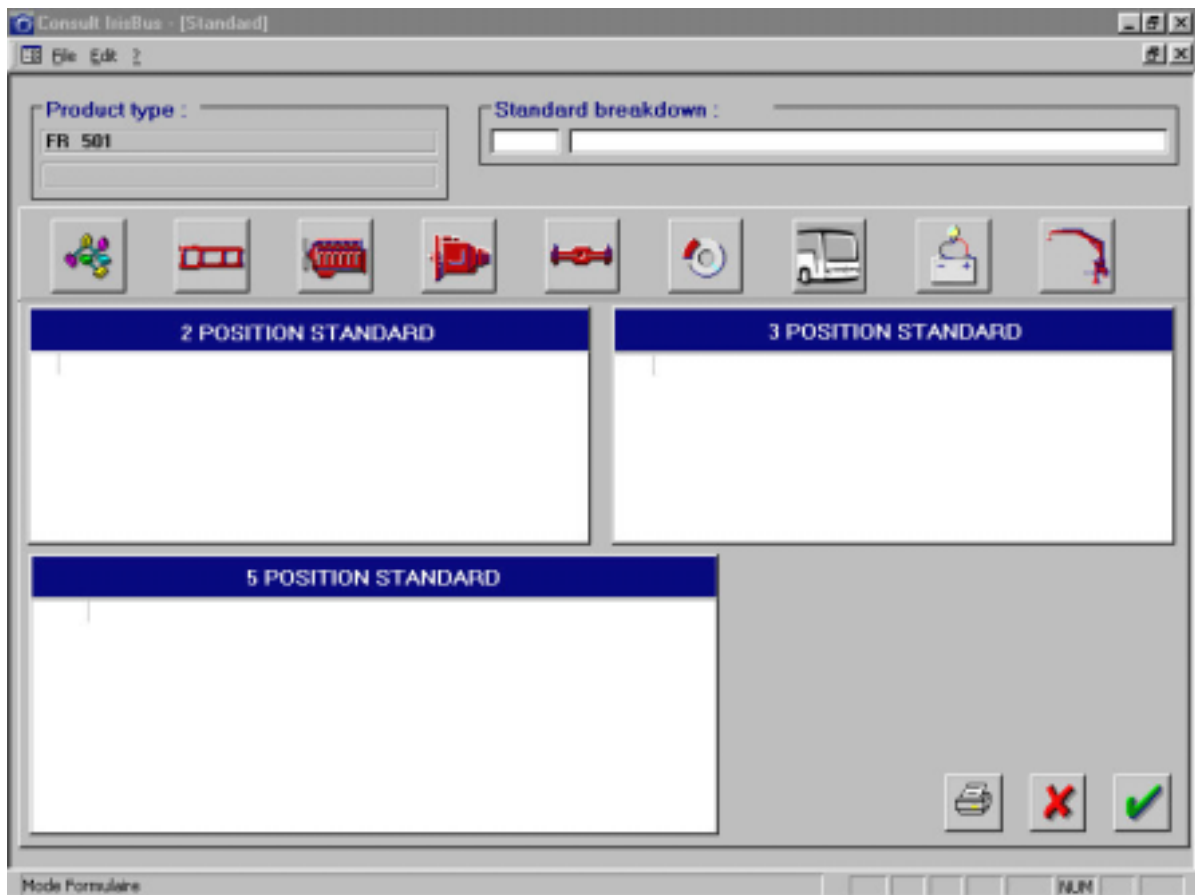 Consult IrisBus - [Standard]
File Edit ?
Product type :
Standard breakdown :
FR 501
2 POSITION STANDARD
3 POSITION STANDARD
5 POSITION STANDARD
Mode Formulaire
NUM